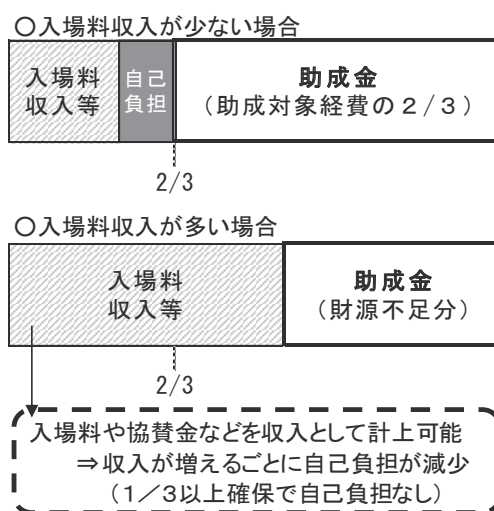 ○入場料収入が少ない場合
入場料
収入等
自己
負担
助成金
(助成対象経費の2/3)
2/3
○入場料収入が多い場合
入場料
収入等
助成金
(財源不足分)
2/3
入場料や協賛金などを収入として計上可能
⇒収入が増えるごとに自己負担が減少
(1/3以上確保で自己負担なし)